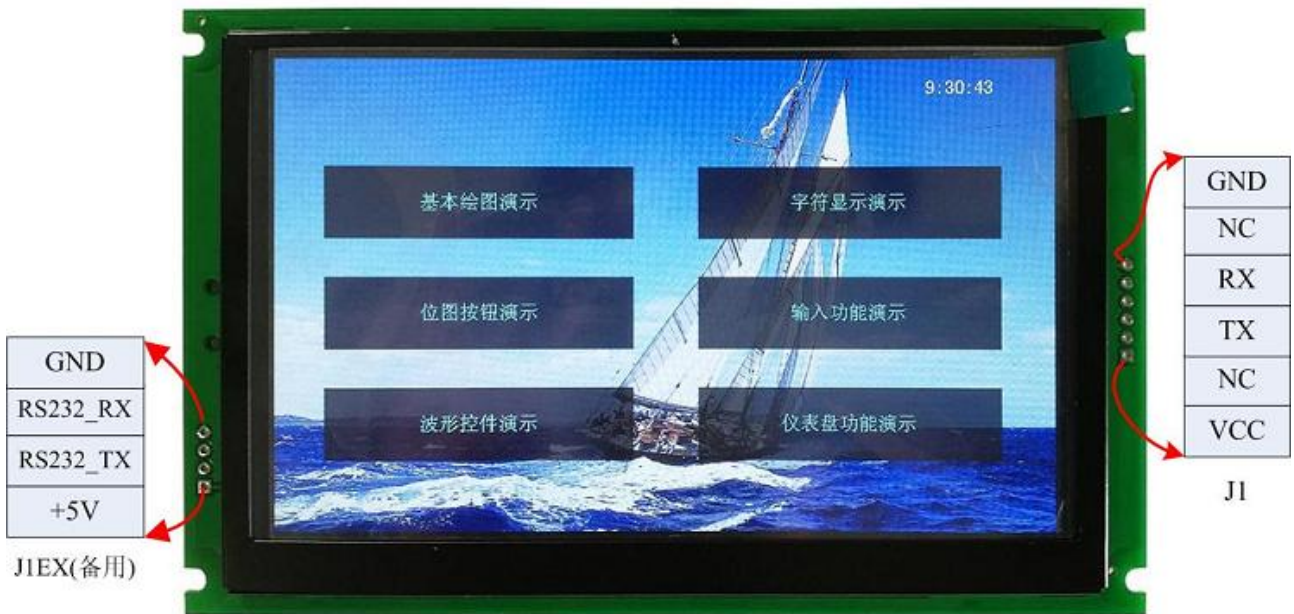 9:30:43
基本绘图演示
字符显示演示
位图按钮演示
输入功能演示
波形控件演示
仪表盘功能演示
GND
RS232_RX
RS232_TX
+5V
J1EX(备用)
GND
NC
RX
TX
NC
VCC
J1